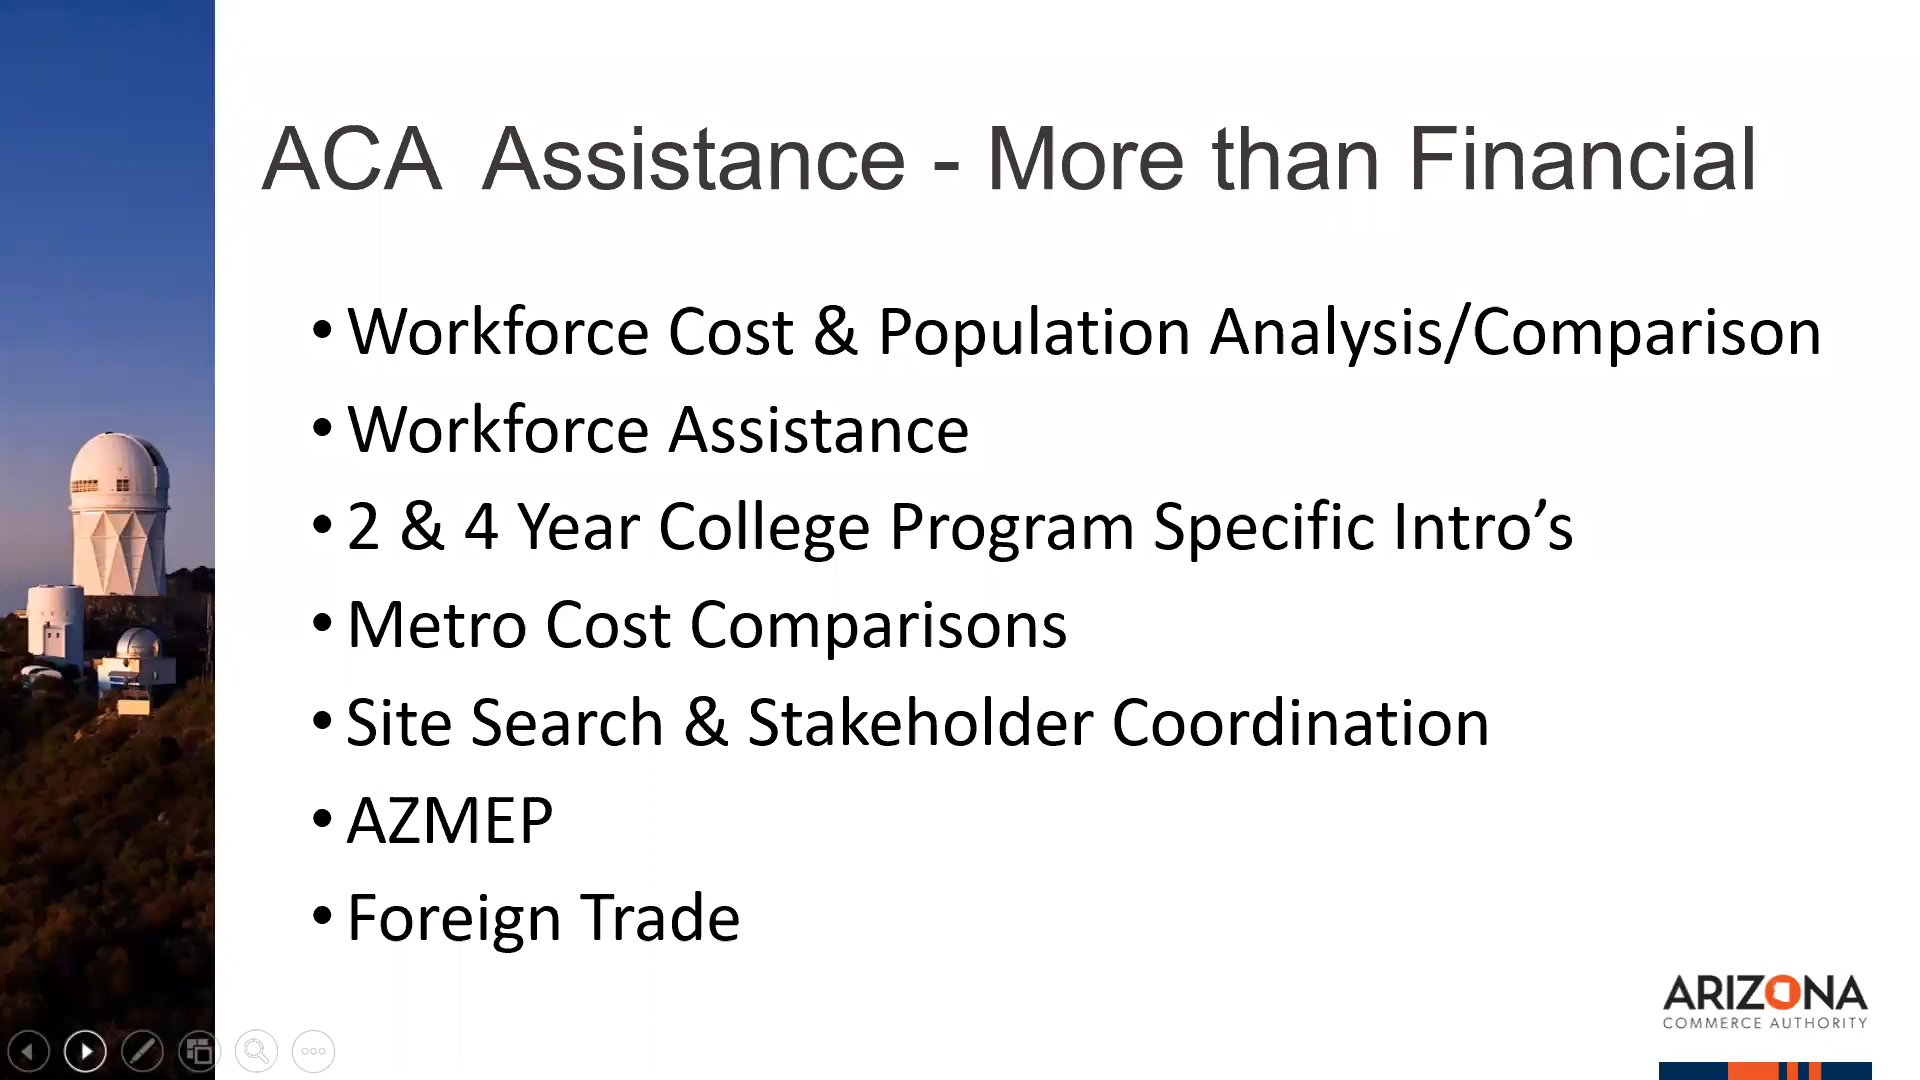 ACA Assistance - More than Financial
• Workforce Cost & Population Analysis/Comparison
• Workforce Assistance
• 2 & 4 Year College Program Specific Intro’s
• Metro Cost Comparisons
• Site Search & Stakeholder Coordination
• AZMEP
• Foreign Trade
ARIZONA
COMMERCE AUTHORITY